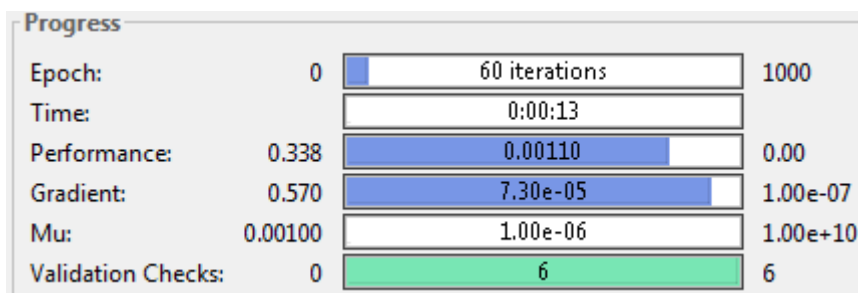 Progress
Epoch: 0 60 iterations 1000
Time: 0:00:13
Performance: 0.338 0.00110 0.00
Gradient: 0.570 7.30e-05 1.00e-07
Mu: 0.00100 1.00e-06 1.00e+10
Validation Checks: 0 6 6